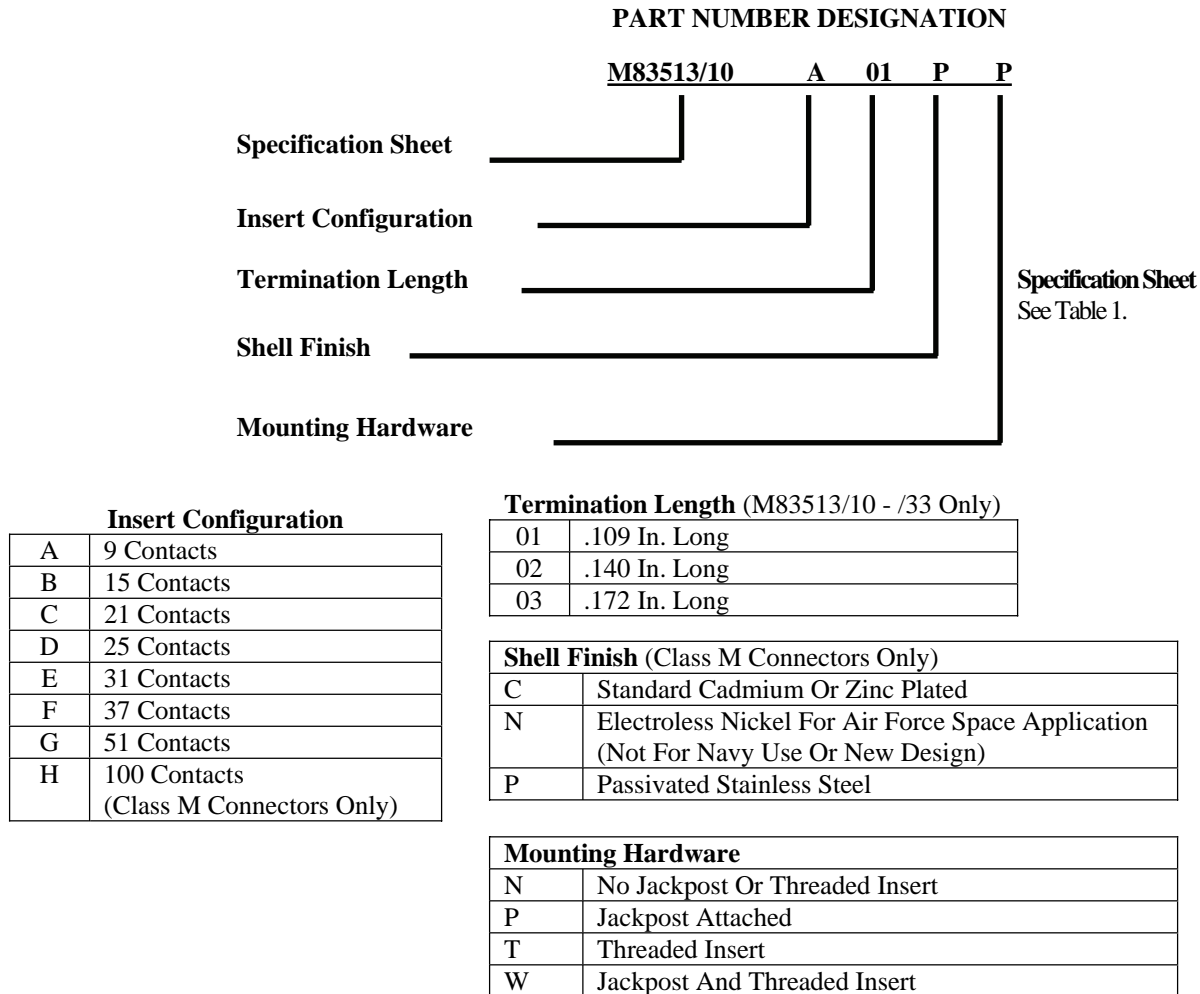 PART NUMBER DESIGNATION
M83513/10 A 01 P P
Specification Sheet
Insert Configuration
Termination Length
Specification Sheet
See Table 1.
Shell Finish
Mounting Hardware
Insert Configuration
A 9 Contacts
B 15 Contacts
C 21 Contacts
D 25 Contacts
E 31 Contacts
F 37 Contacts
G 51 Contacts
H 100 Contacts
(Class M Connectors Only)
Termination Length (M83513/10 - /33 Only)
01 .109 In. Long
02 .140 In. Long
03 .172 In. Long
Shell Finish (Class M Connectors Only)
C Standard Cadmium Or Zinc Plated
N Electroless Nickel For Air Force Space Application
(Not For Navy Use Or New Design)
P Passivated Stainless Steel
Mounting Hardware
N No Jackpost Or Threaded Insert
P Jackpost Attached
T Threaded Insert
W Jackpost And Threaded Insert